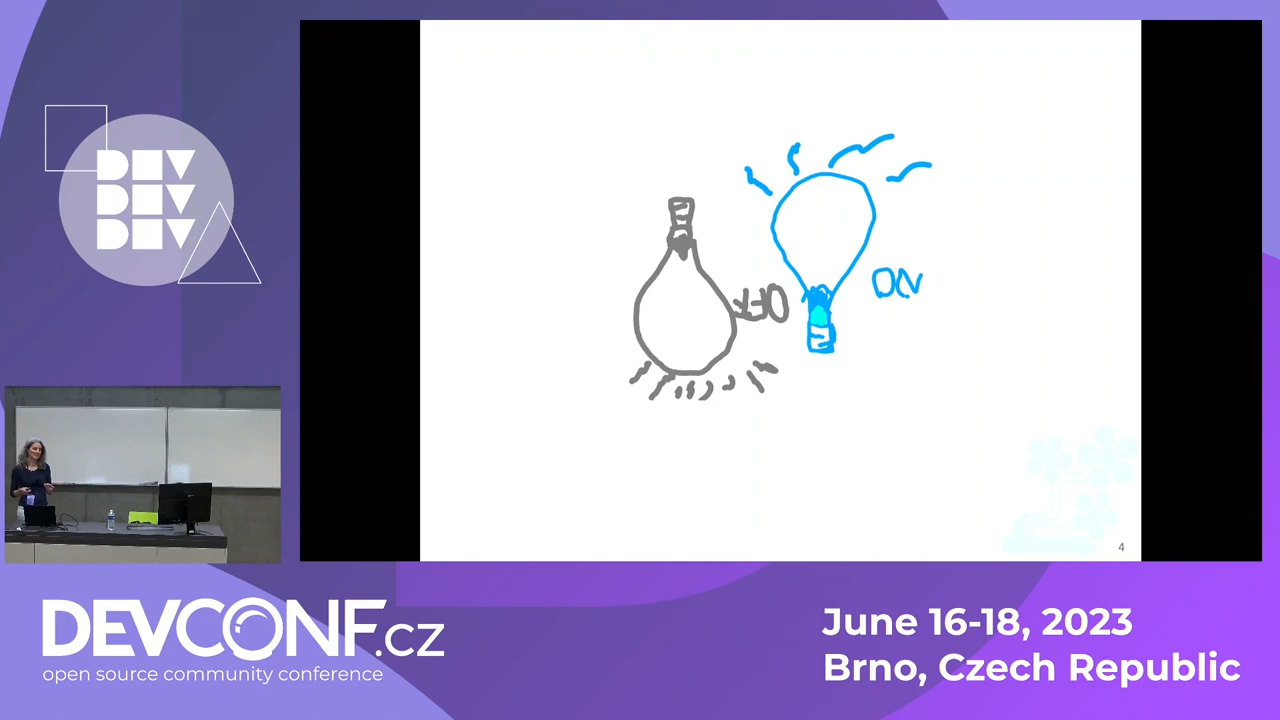 DEV
DEV
DEV
OFF
ON
4
DEVCONF.cz
open source community conference
June 16-18, 2023
Brno, Czech Republic